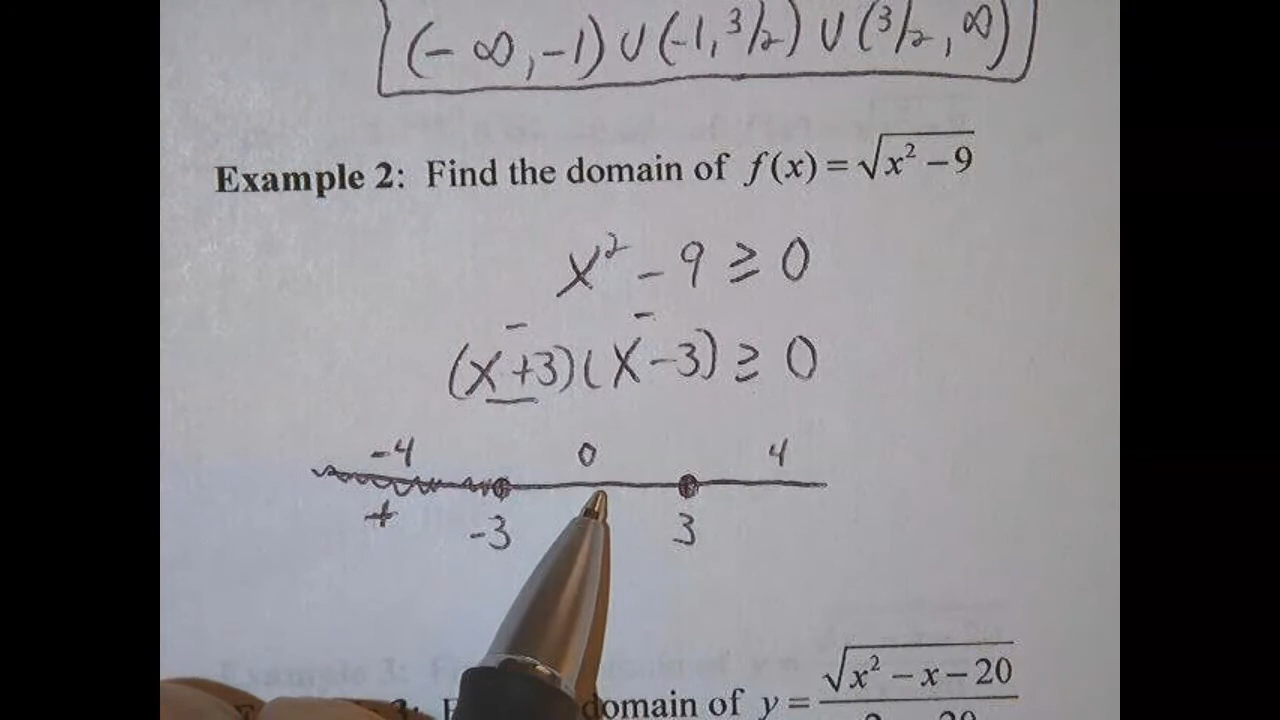 (-∞,-1)∪(-1,3/2)∪(3/2,∞)
Example 2: Find the domain of f(x) = √x² − 9
x² - 9 ≥ 0
- -
(x+3)(x-3) ≥ 0
-4 0 4
+ -3 3
domain of y = √x² − x − 20